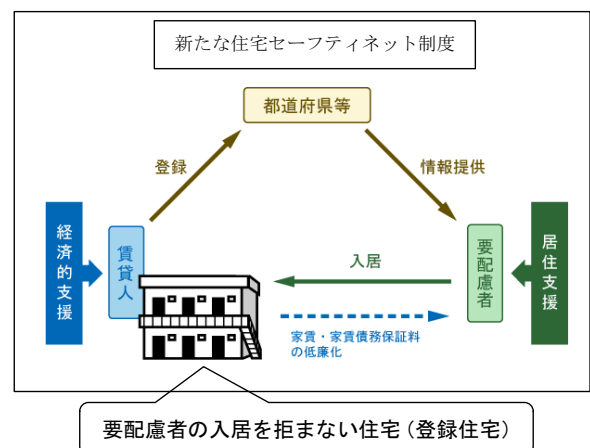 新たな住宅セーフティネット制度
都道府県等
登録
情報提供
経済的支援
賃貸人
入居
要配慮者
居住支援
家賃・家賃債務保証料
の低廉化
要配慮者の入居を拒まない住宅(登録住宅)